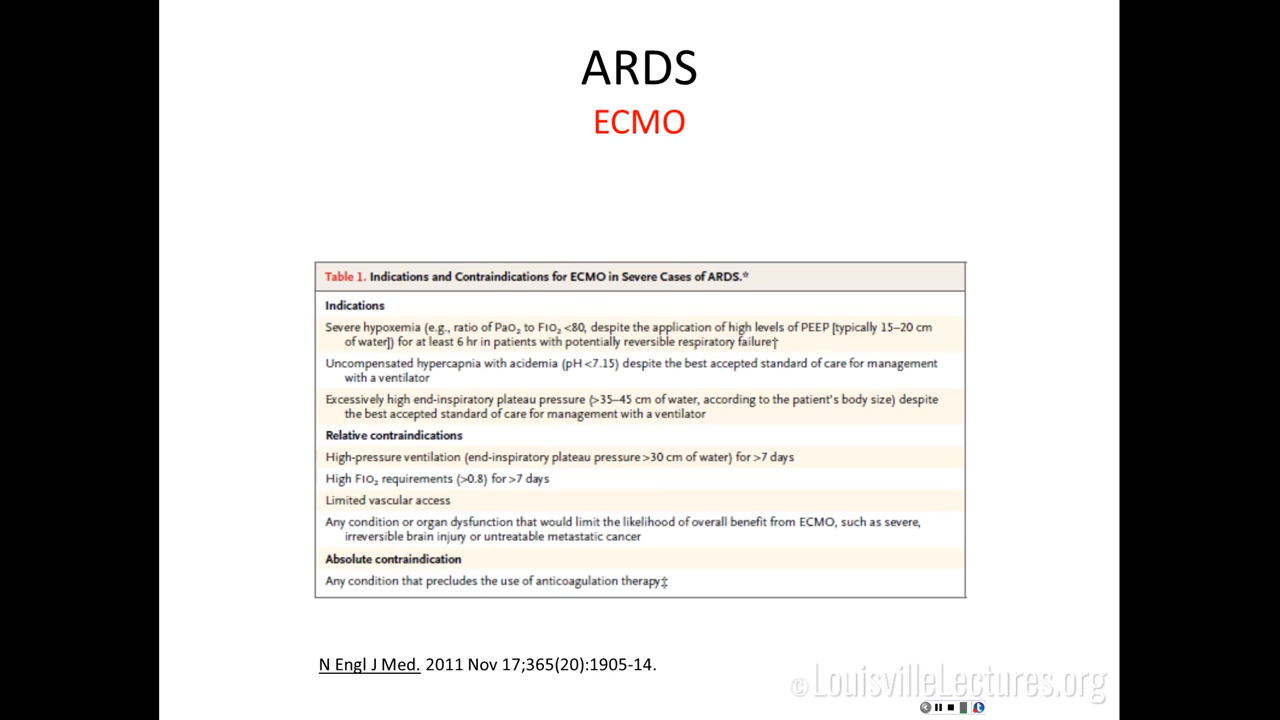 ARDS
ECMO
Table 1. Indications and Contraindications for ECMO in Severe Cases of ARDS.*
Indications
Severe hypoxemia (e.g., ratio of PaO₂ to FIO₂ <80, despite the application of high levels of PEEP [typically 15–20 cm
of water]) for at least 6 hr in patients with potentially reversible respiratory failure†
Uncompensated hypercapnia with acidemia (pH <7.15) despite the best accepted standard of care for management
with a ventilator
Excessively high end-inspiratory plateau pressure (>35–45 cm of water, according to the patient's body size) despite
the best accepted standard of care for management with a ventilator
Relative contraindications
High-pressure ventilation (end-inspiratory plateau pressure >30 cm of water) for >7 days
High FIO₂ requirements (>0.8) for >7 days
Limited vascular access
Any condition or organ dysfunction that would limit the likelihood of overall benefit from ECMO, such as severe,
irreversible brain injury or untreatable metastatic cancer
Absolute contraindication
Any condition that precludes the use of anticoagulation therapy‡
N Engl J Med. 2011 Nov 17;365(20):1905-14.
©LouisvilleLectures.org